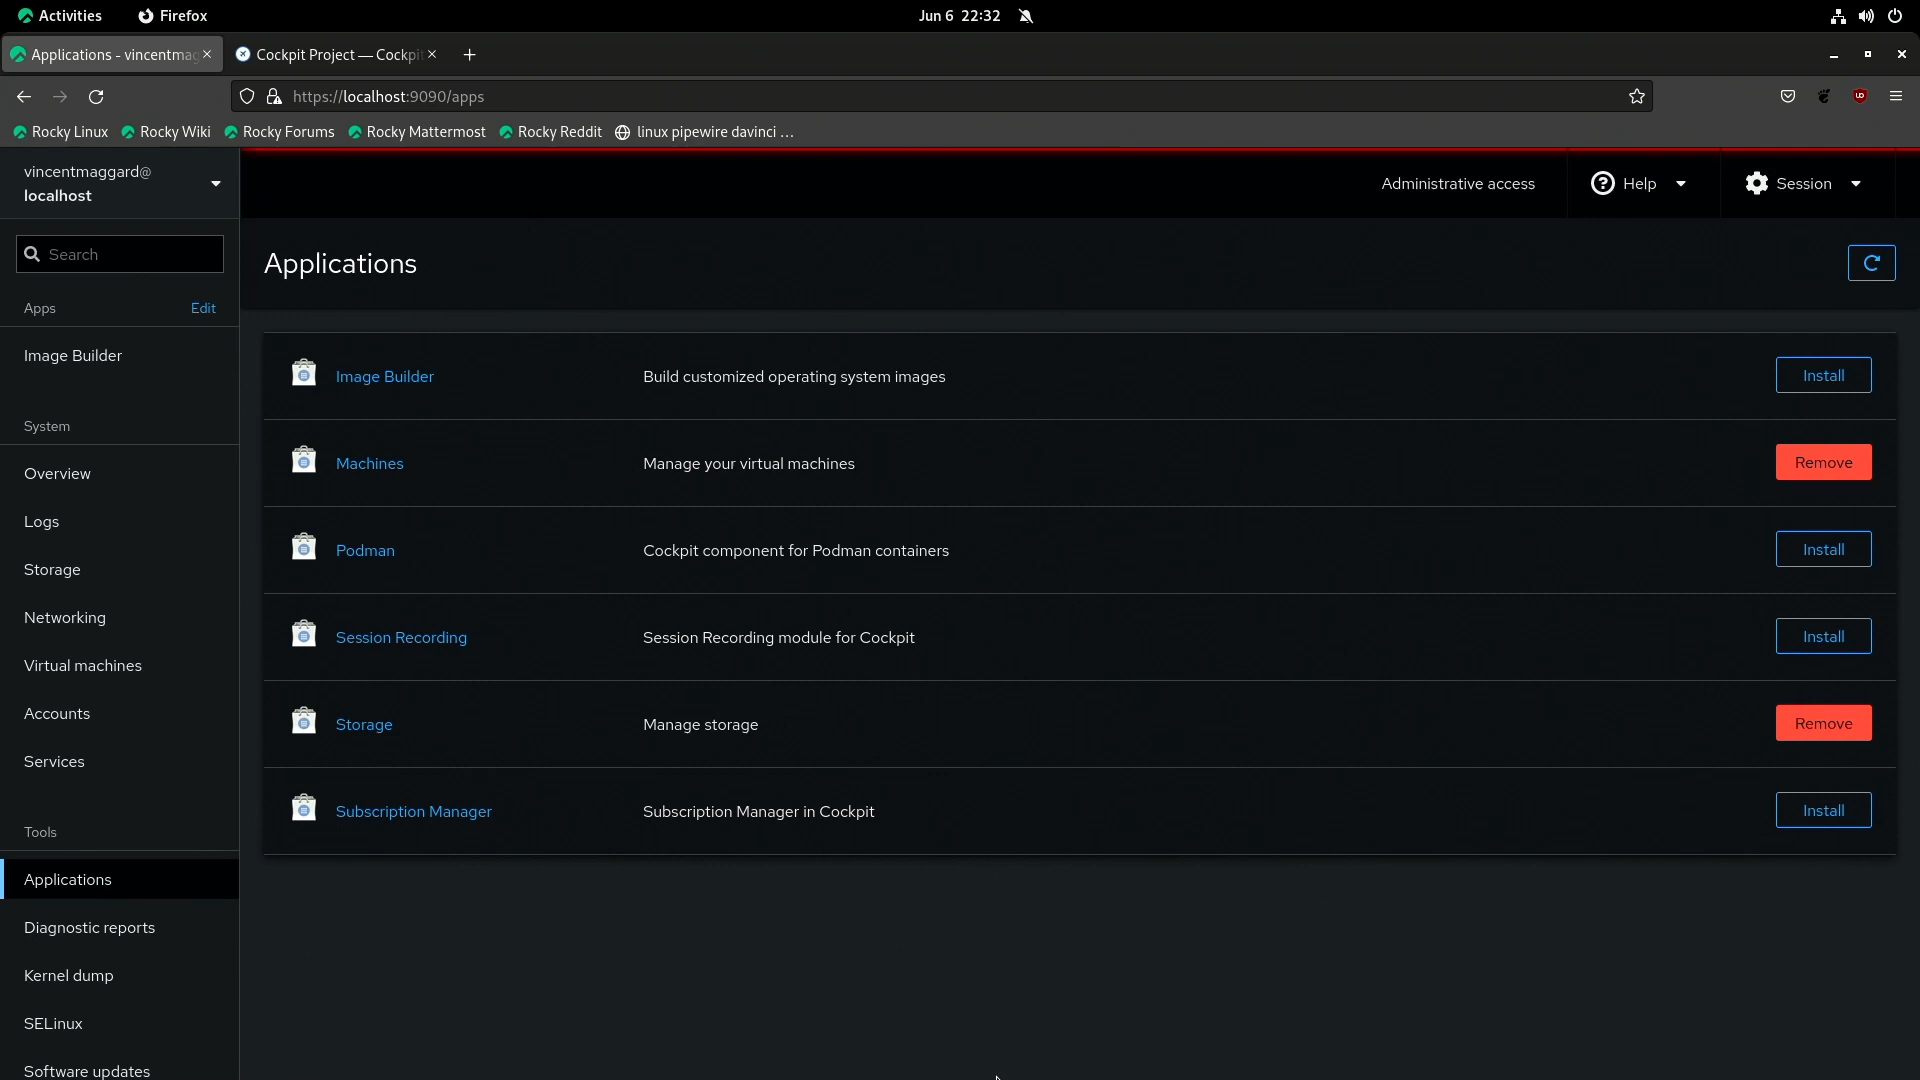 Activities
Firefox
Jun 6 22:32
Applications - vincentmag
Cockpit Project — Cockpi
https://localhost:9090/apps
Rocky Linux
Rocky Wiki
Rocky Forums
Rocky Mattermost
Rocky Reddit
linux pipewire davinci …
vincentmaggard@
localhost
Administrative access
Help
Session
Search
Applications
Apps
Edit
Image Builder
System
Overview
Logs
Storage
Networking
Virtual machines
Accounts
Services
Tools
Applications
Diagnostic reports
Kernel dump
SELinux
Software updates
Image Builder
Build customized operating system images
Install
Machines
Manage your virtual machines
Remove
Podman
Cockpit component for Podman containers
Install
Session Recording
Session Recording module for Cockpit
Install
Storage
Manage storage
Remove
Subscription Manager
Subscription Manager in Cockpit
Install